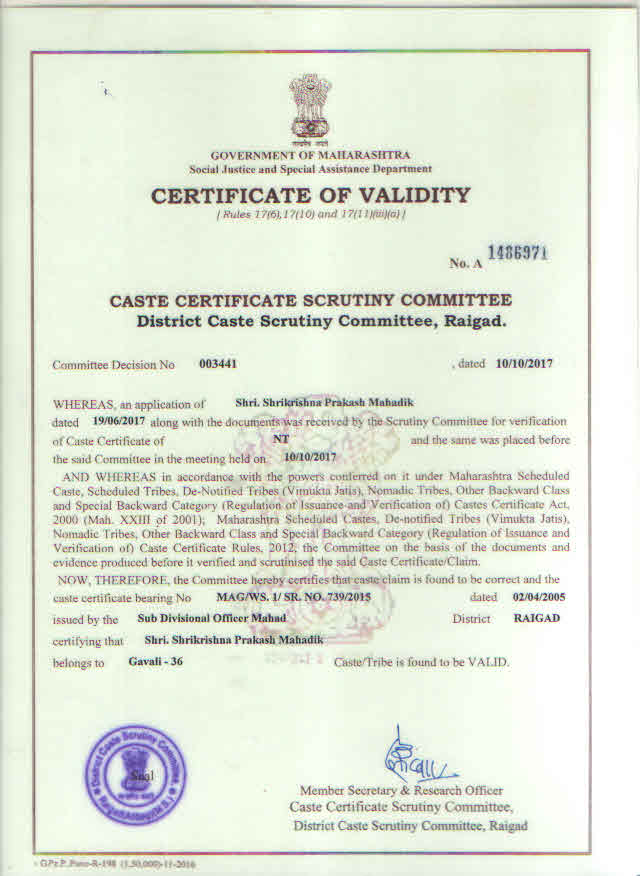 सत्यमेव जयते
GOVERNMENT OF MAHARASHTRA
Social Justice and Special Assistance Department
CERTIFICATE OF VALIDITY
[ Rules 17(6),17(10) and 17(11)(iii)(a) ]
No. A 1486971
CASTE CERTIFICATE SCRUTINY COMMITTEE
District Caste Scrutiny Committee, Raigad.
Committee Decision No 003441 , dated 10/10/2017
WHEREAS, an application of Shri. Shrikrishna Prakash Mahadik
dated 19/06/2017 along with the documents was received by the Scrutiny Committee for verification
of Caste Certificate of NT and the same was placed before
the said Committee in the meeting held on 10/10/2017
AND WHEREAS in accordance with the powers conferred on it under Maharashtra Scheduled
Caste, Scheduled Tribes, De-Notified Tribes (Vimukta Jatis), Nomadic Tribes, Other Backward Class
and Special Backward Category (Regulation of Issuance and Verification) of Castes Certificate Act,
2000 (Mah. XXIII of 2001); Maharashtra Scheduled Castes, De-notified Tribes (Vimukta Jatis),
Nomadic Tribes, Other Backward Class and Special Backward Category (Regulation of Issuance and
Verification of) Caste Certificate Rules, 2012, the Committee on the basis of the documents and
evidence produced before it verified and scrutinised the said Caste Certificate/Claim.
NOW, THEREFORE, the Committee hereby certifies that caste claim is found to be correct and the
caste certificate bearing No MAG/WS. 1/ SR. NO. 739/2015 dated 02/04/2005
issued by the Sub Divisional Officer Mahad District RAIGAD
certifying that Shri. Shrikrishna Prakash Mahadik
belongs to Gavali - 36 Caste/Tribe is found to be VALID.
District Caste Scrutiny Committee
Seal
Member Secretary & Research Officer
Caste Certificate Scrutiny Committee,
District Caste Scrutiny Committee, Raigad
G.P.z.P., Pune-R-198 (1,50,000)-11-2016